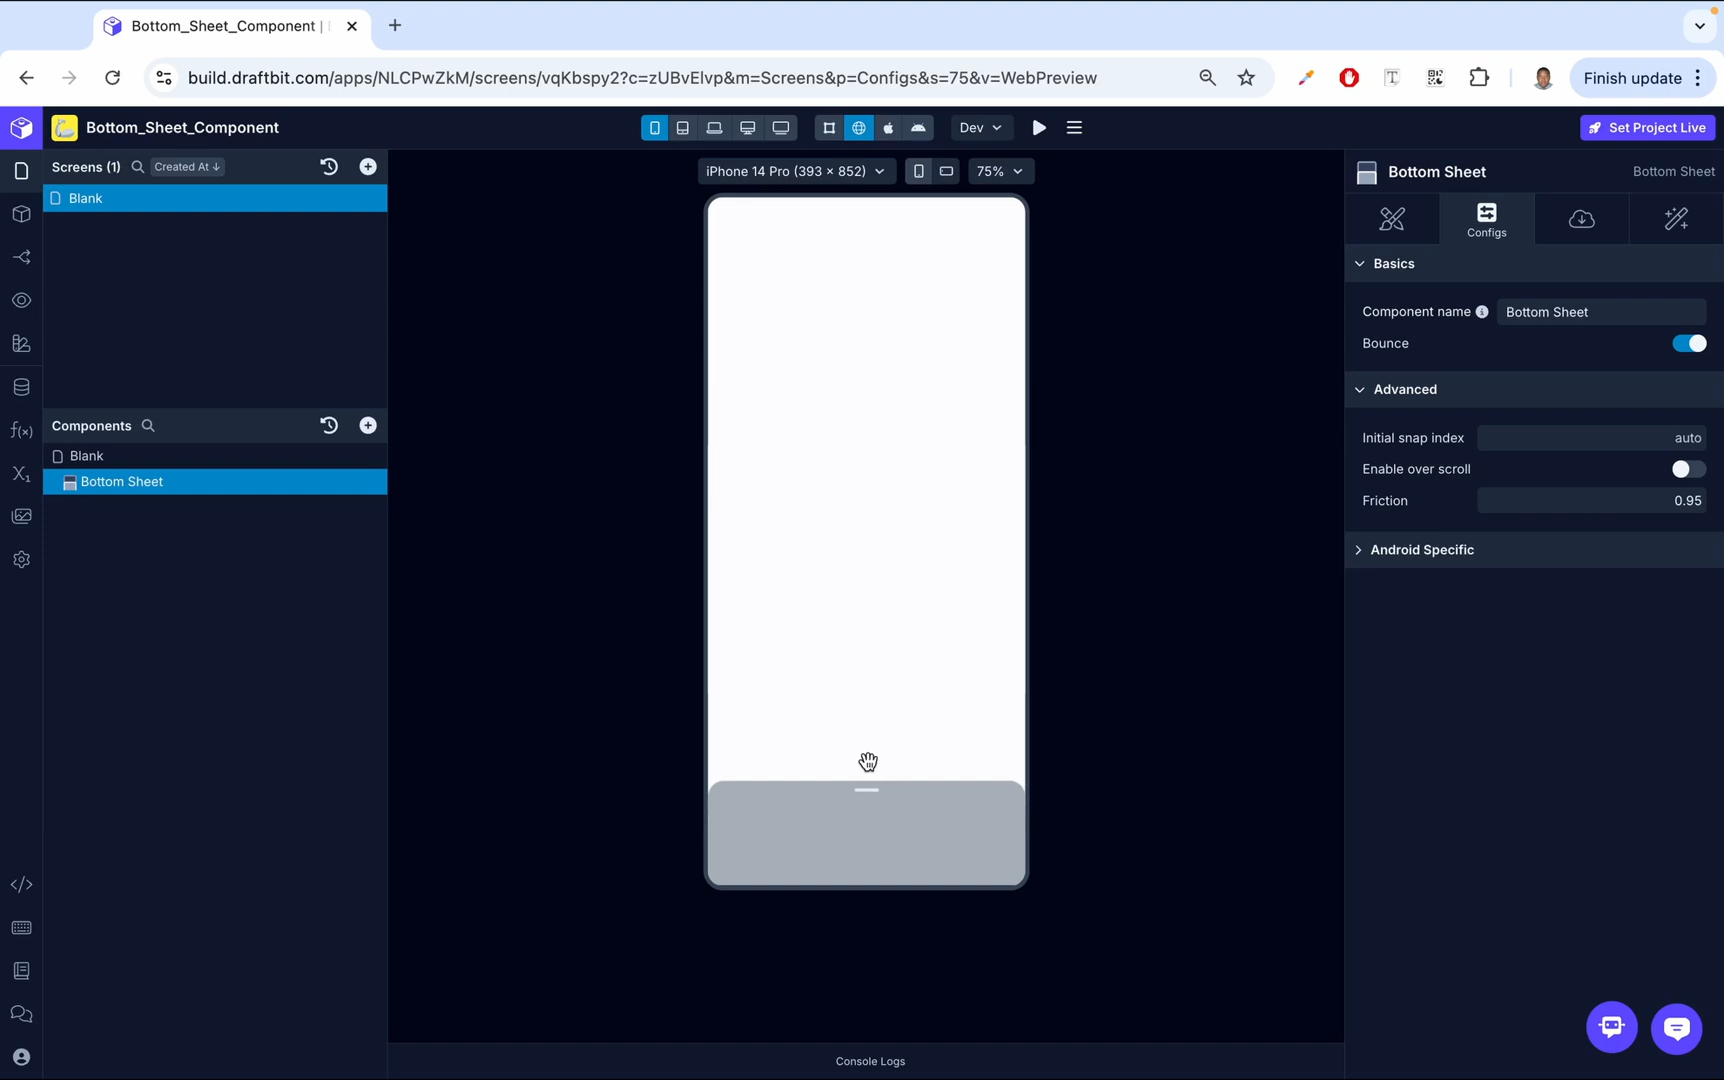 Bottom_Sheet_Component |
build.draftbit.com/apps/NLCPwZkM/screens/vqKbspy2?c=zUBvElvp&m=Screens&p=Configs&s=75&v=WebPreview
Finish update
Bottom_Sheet_Component
Dev
Set Project Live
Screens (1)
Created At ↓
Blank
Components
Blank
Bottom Sheet
iPhone 14 Pro (393 × 852)
75%
Console Logs
Bottom Sheet
Bottom Sheet
Configs
Basics
Component name
Bottom Sheet
Bounce
Advanced
Initial snap index
auto
Enable over scroll
Friction
0.95
Android Specific
f(x)
X1
</>